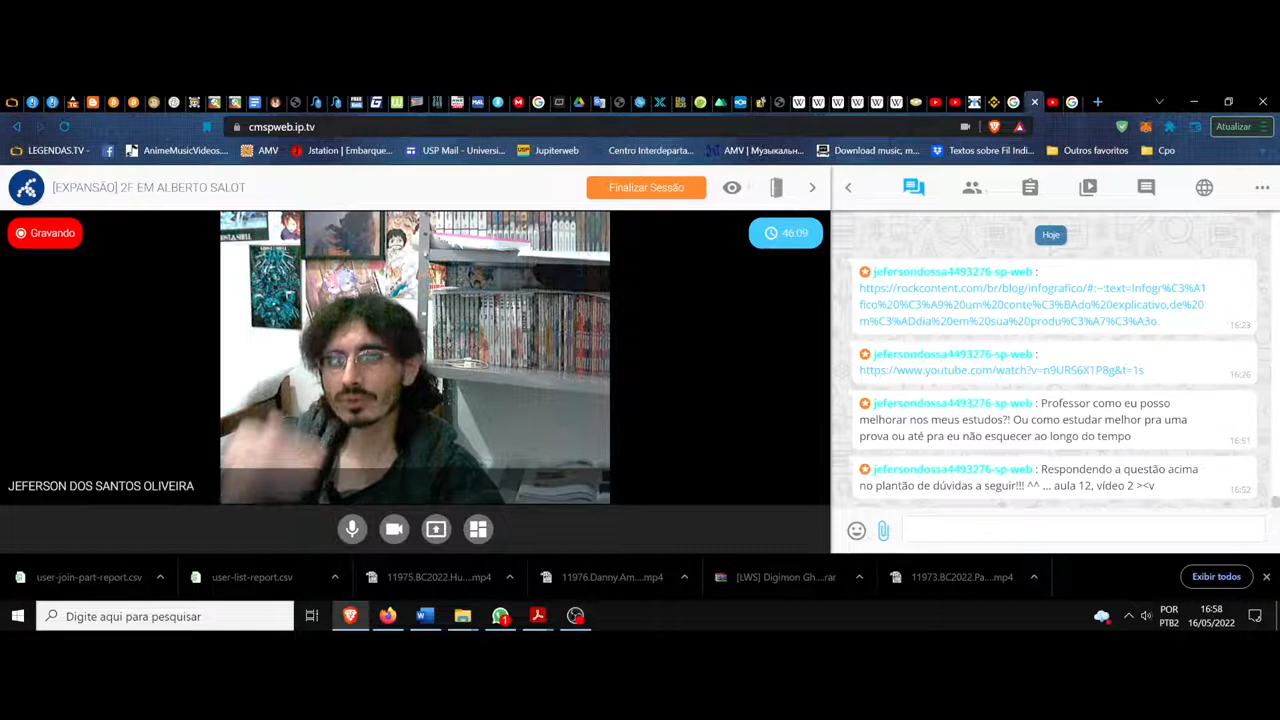 cmspweb.ip.tv
Atualizar
LEGENDAS.TV -
AnimeMusicVideos...
AMV
Jstation | Embarque...
USP Mail - Universi...
Jupiterweb
Centro Interdeparta...
AMV | Музыкальн...
Download music, m...
Textos sobre Fil Indi...
Outros favoritos
Cpo
[EXPANSÃO] 2F EM ALBERTO SALOT
Finalizar Sessão
Gravando
46:09
JEFERSON DOS SANTOS OLIVEIRA
Hoje
jefersondossa4493276-sp-web :
https://rockcontent.com/br/blog/infografico/#:~:text=Infogr%C3%A1
fico%20%C3%A9%20um%20conte%C3%BAdo%20explicativo,de%20
m%C3%ADdia%20em%20sua%20produ%C3%A7%C3%A3o.
16:23
jefersondossa4493276-sp-web :
https://www.youtube.com/watch?v=n9URS6X1P8g&t=1s
16:26
jefersondossa4493276-sp-web : Professor como eu posso
melhorar nos meus estudos?! Ou como estudar melhor pra uma
prova ou até pra eu não esquecer ao longo do tempo
16:51
jefersondossa4493276-sp-web : Respondendo a questão acima
no plantão de dúvidas a seguir!!! ^^ ... aula 12, vídeo 2 ><v
16:52
user-join-part-report.csv
user-list-report.csv
11975.BC2022.Hu....mp4
11976.Danny.Am....mp4
[LWS] Digimon Gh....rar
11973.BC2022.Pa....mp4
Exibir todos
Digite aqui para pesquisar
POR
PTB2
16:58
16/05/2022